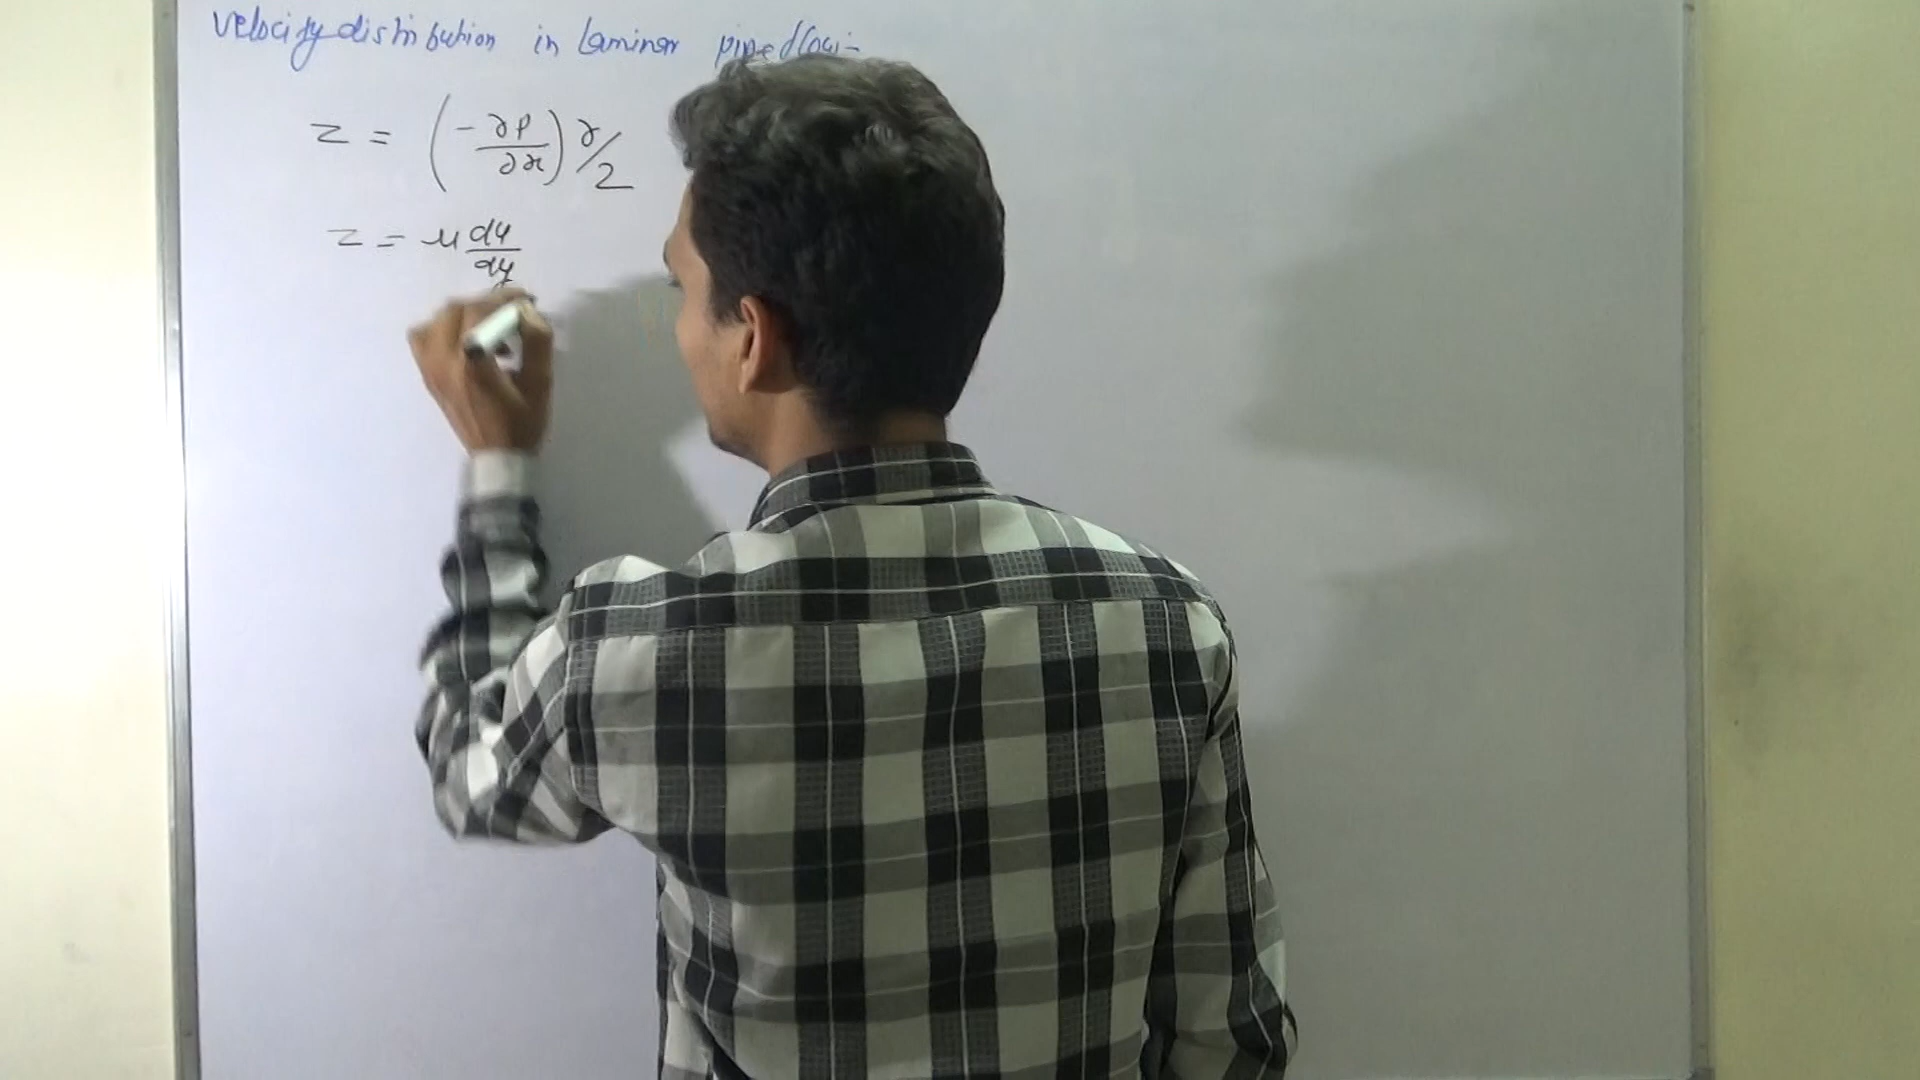 Velocity distribution in laminar pipe flow:-
τ = (-∂P/∂x) r/2
τ = μ du/dy